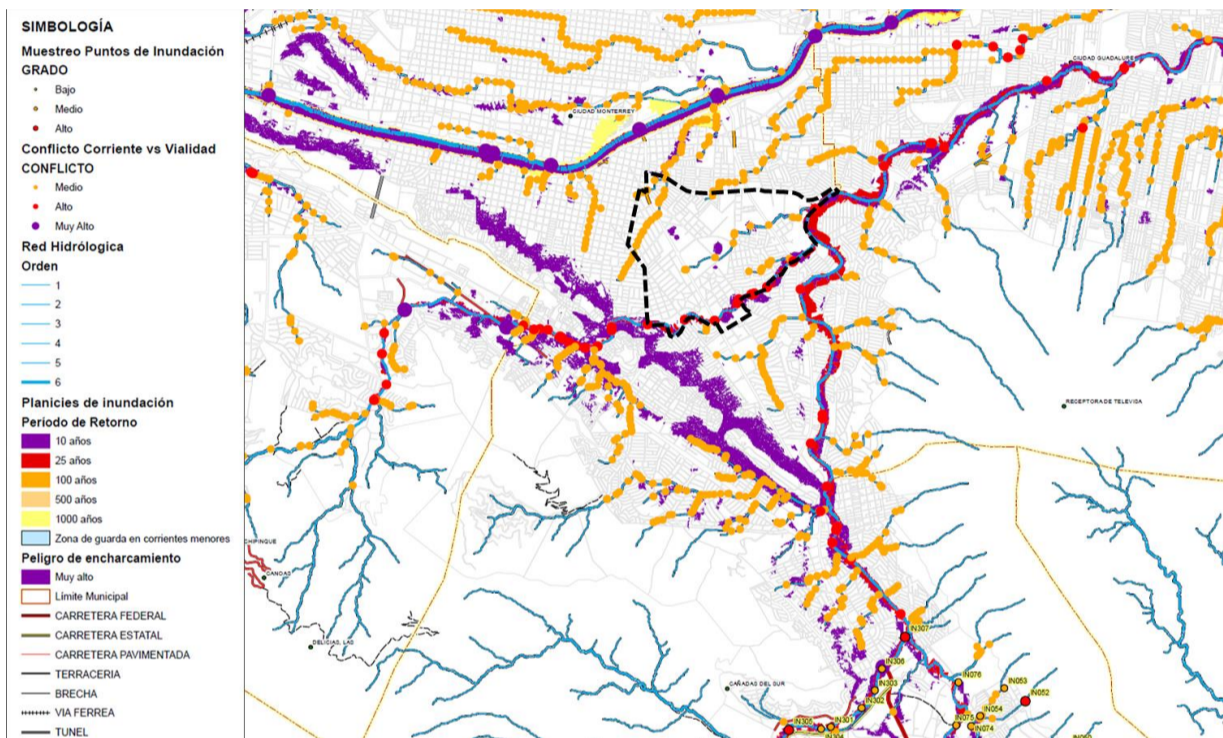 SIMBOLOGÍA
Muestreo Puntos de Inundación
GRADO
Bajo
Medio
Alto
Conflicto Corriente vs Vialidad
CONFLICTO
Medio
Alto
Muy Alto
Red Hidrólogica
Orden
1
2
3
4
5
6
Planicies de inundación
Periodo de Retorno
10 años
25 años
100 años
500 años
1000 años
Zona de guarda en corrientes menores
Peligro de encharcamiento
Muy alto
Límite Municipal
CARRETERA FEDERAL
CARRETERA ESTATAL
CARRETERA PAVIMENTADA
TERRACERIA
BRECHA
VIA FERREA
TUNEL
CIUDAD GUADALUPE
CIUDAD MONTERREY
RECEPTORA DE TELEVISA
CHIPINQUE
DELICIAS, LAS
CAÑADAS DEL SUR
IN307
IN306
IN303
IN302
IN301
IN305
IN304
IN076
IN053
IN052
IN054
IN075
IN074